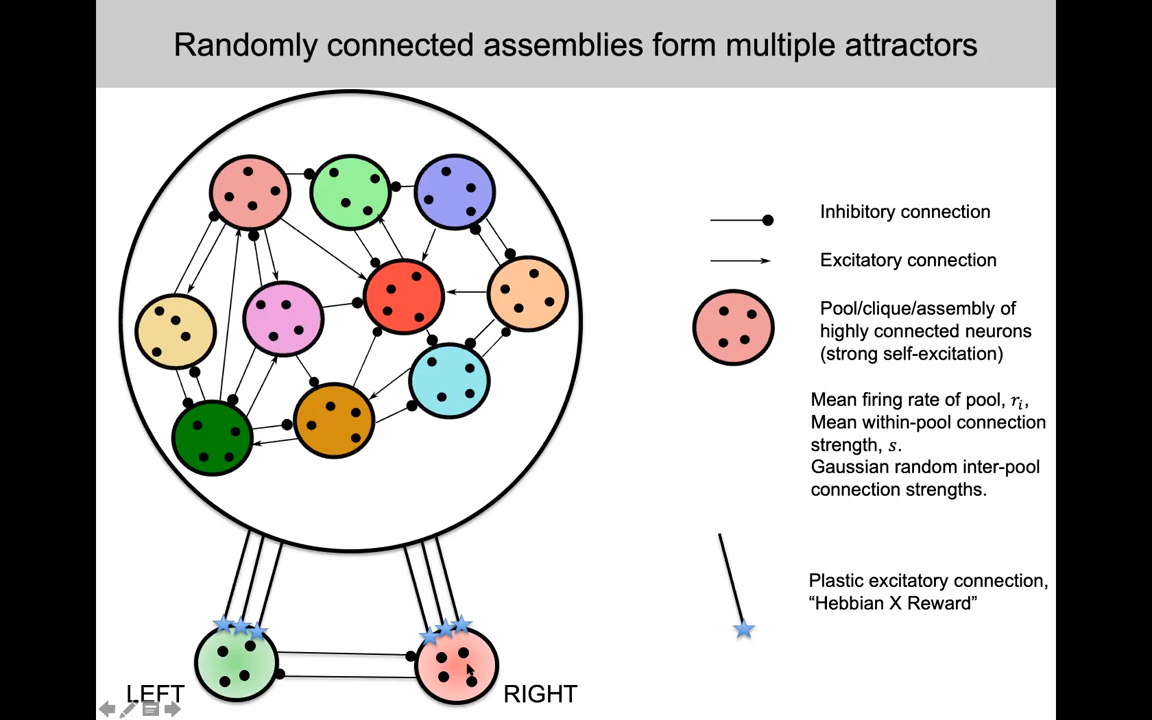 Randomly connected assemblies form multiple attractors
Inhibitory connection
Excitatory connection
Pool/clique/assembly of
highly connected neurons
(strong self-excitation)
Mean firing rate of pool, rᵢ,
Mean within-pool connection
strength, s.
Gaussian random inter-pool
connection strengths.
Plastic excitatory connection,
“Hebbian X Reward”
LEFT
RIGHT